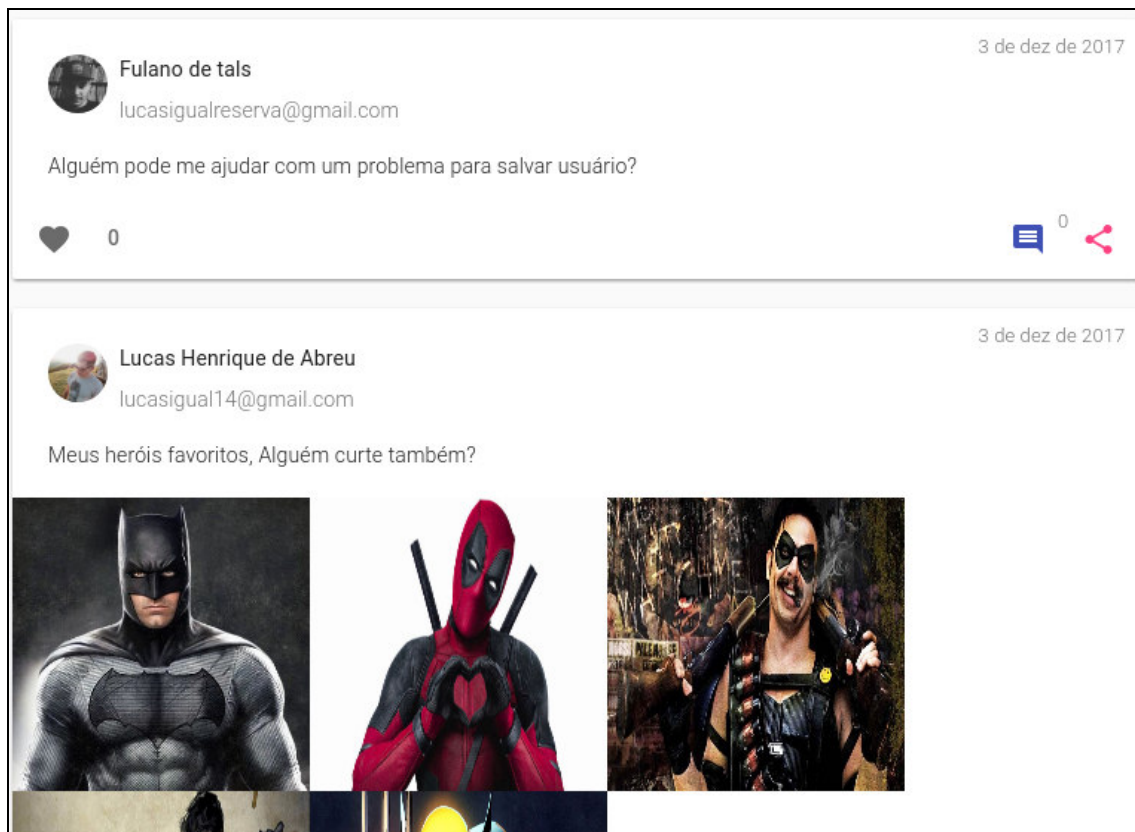 3 de dez de 2017
Fulano de tals
lucasigualreserva@gmail.com
Alguém pode me ajudar com um problema para salvar usuário?
0
0
3 de dez de 2017
Lucas Henrique de Abreu
lucasigual14@gmail.com
Meus heróis favoritos, Alguém curte também?